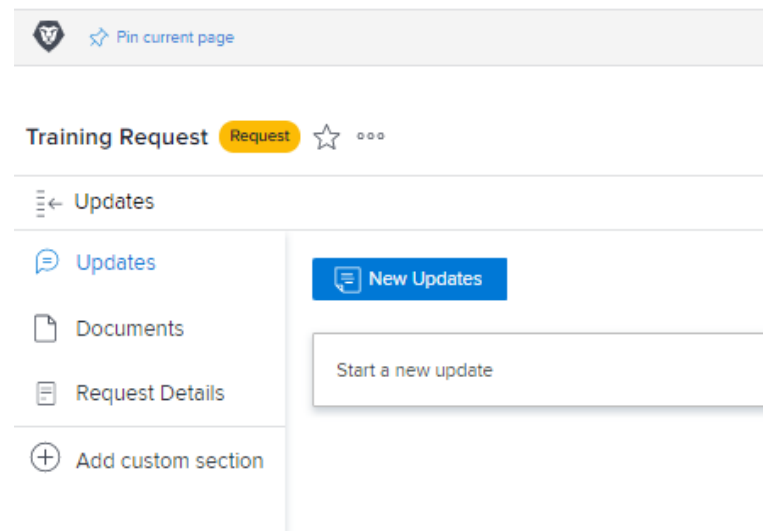 Pin current page
Training Request Request
Updates
Updates
New Updates
Documents
Start a new update
Request Details
Add custom section